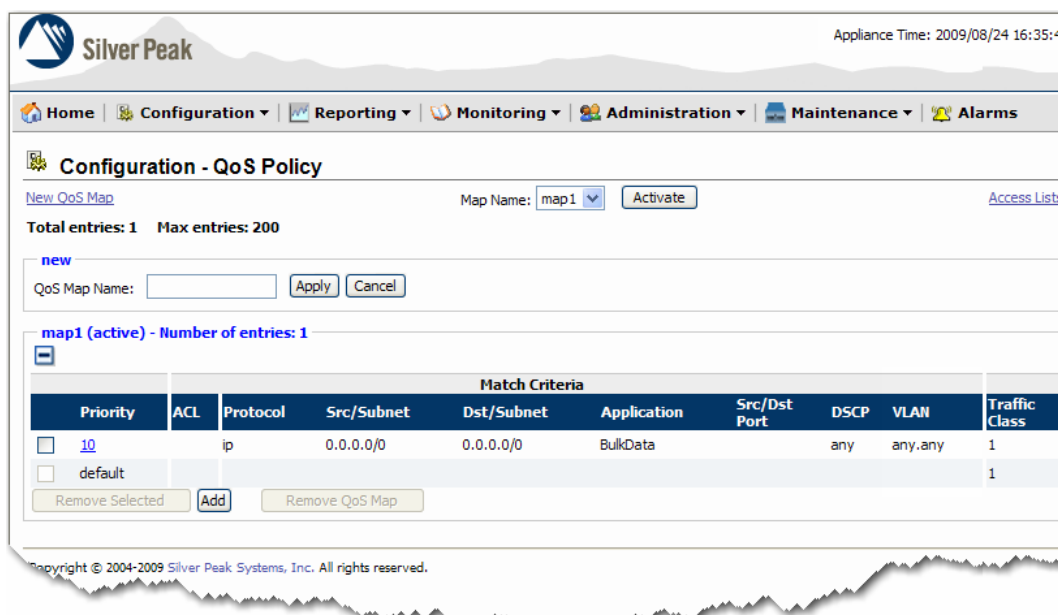 Silver Peak
Appliance Time: 2009/08/24 16:35:4
Home Configuration Reporting Monitoring Administration Maintenance Alarms
Configuration - QoS Policy
New QoS Map Map Name: map1 Activate Access Lists
Total entries: 1 Max entries: 200
new
QoS Map Name: Apply Cancel
map1 (active) - Number of entries: 1
Match Criteria
Priority ACL Protocol Src/Subnet Dst/Subnet Application Src/Dst Port DSCP VLAN Traffic Class
10 ip 0.0.0.0/0 0.0.0.0/0 BulkData any any.any 1
default 1
Remove Selected Add Remove QoS Map
Copyright © 2004-2009 Silver Peak Systems, Inc. All rights reserved.